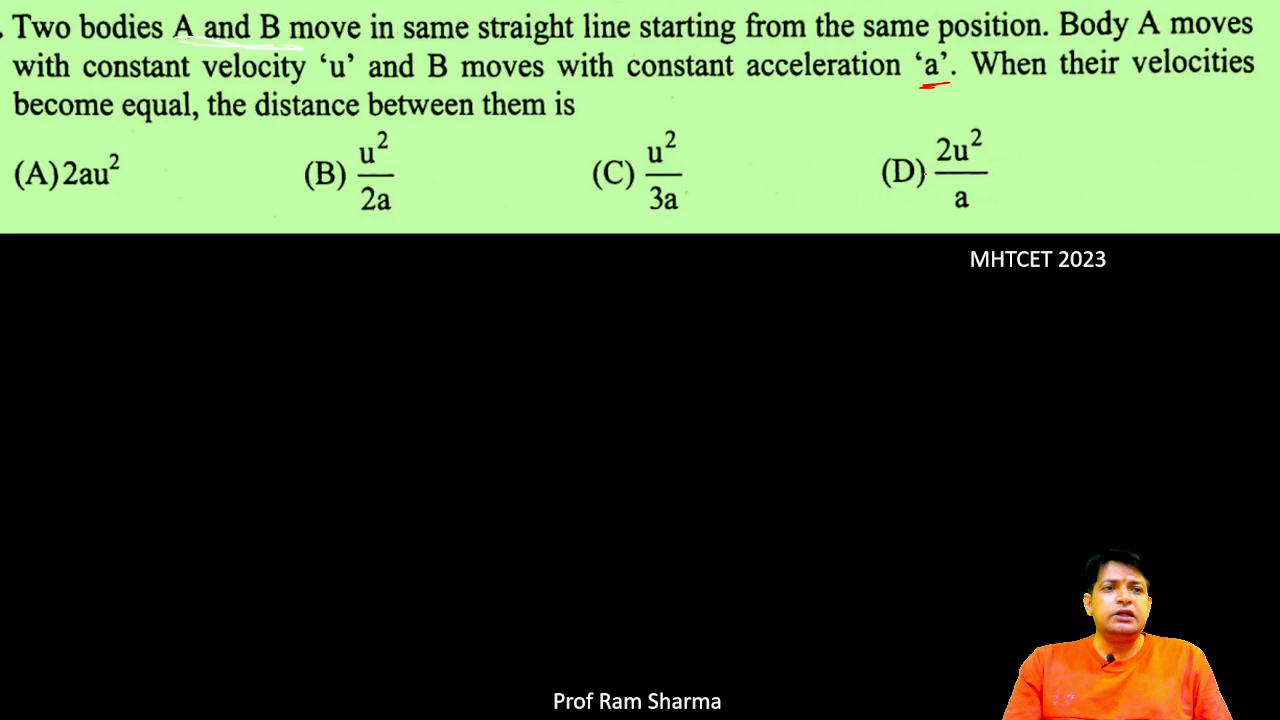 . Two bodies A and B move in same straight line starting from the same position. Body A moves
with constant velocity ‘u’ and B moves with constant acceleration ‘a’. When their velocities
become equal, the distance between them is
(A) 2au² (B) u²/2a (C) u²/3a (D) 2u²/a
MHTCET 2023
Prof Ram Sharma